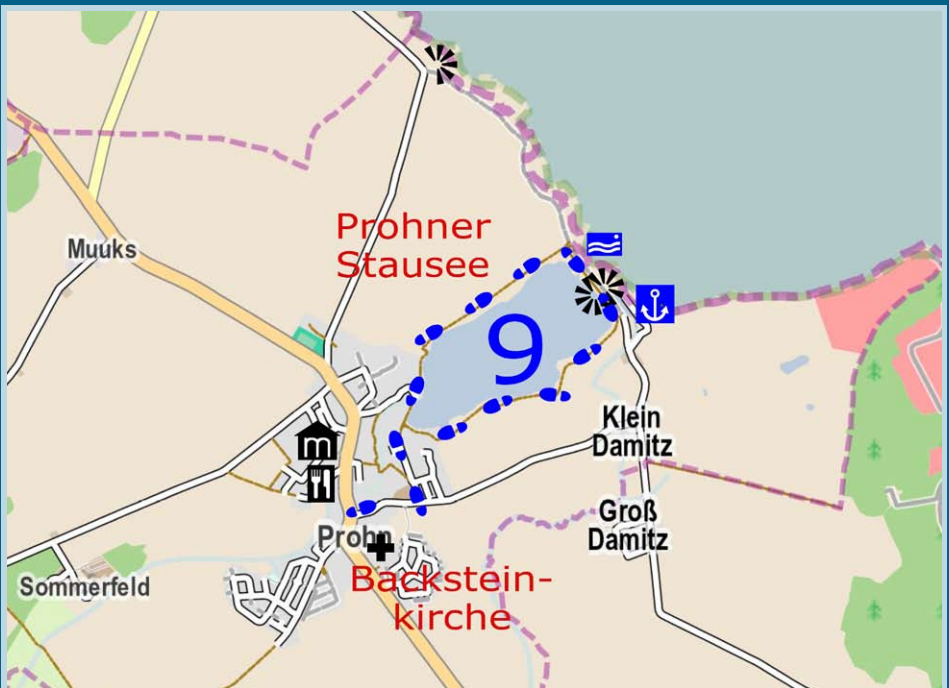 Prohner
Stausee
Muuks
9
Klein
Damitz
m
Groß
Damitz
Prohn
Sommerfeld
Backstein-
kirche